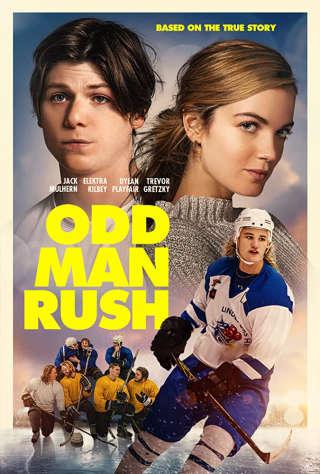 BASED ON THE TRUE STORY
JACK ELEKTRA DYLAN TREVOR
MULHERN KILBEY PLAYFAIR GRETZKY
ODD
MAN
RUSH